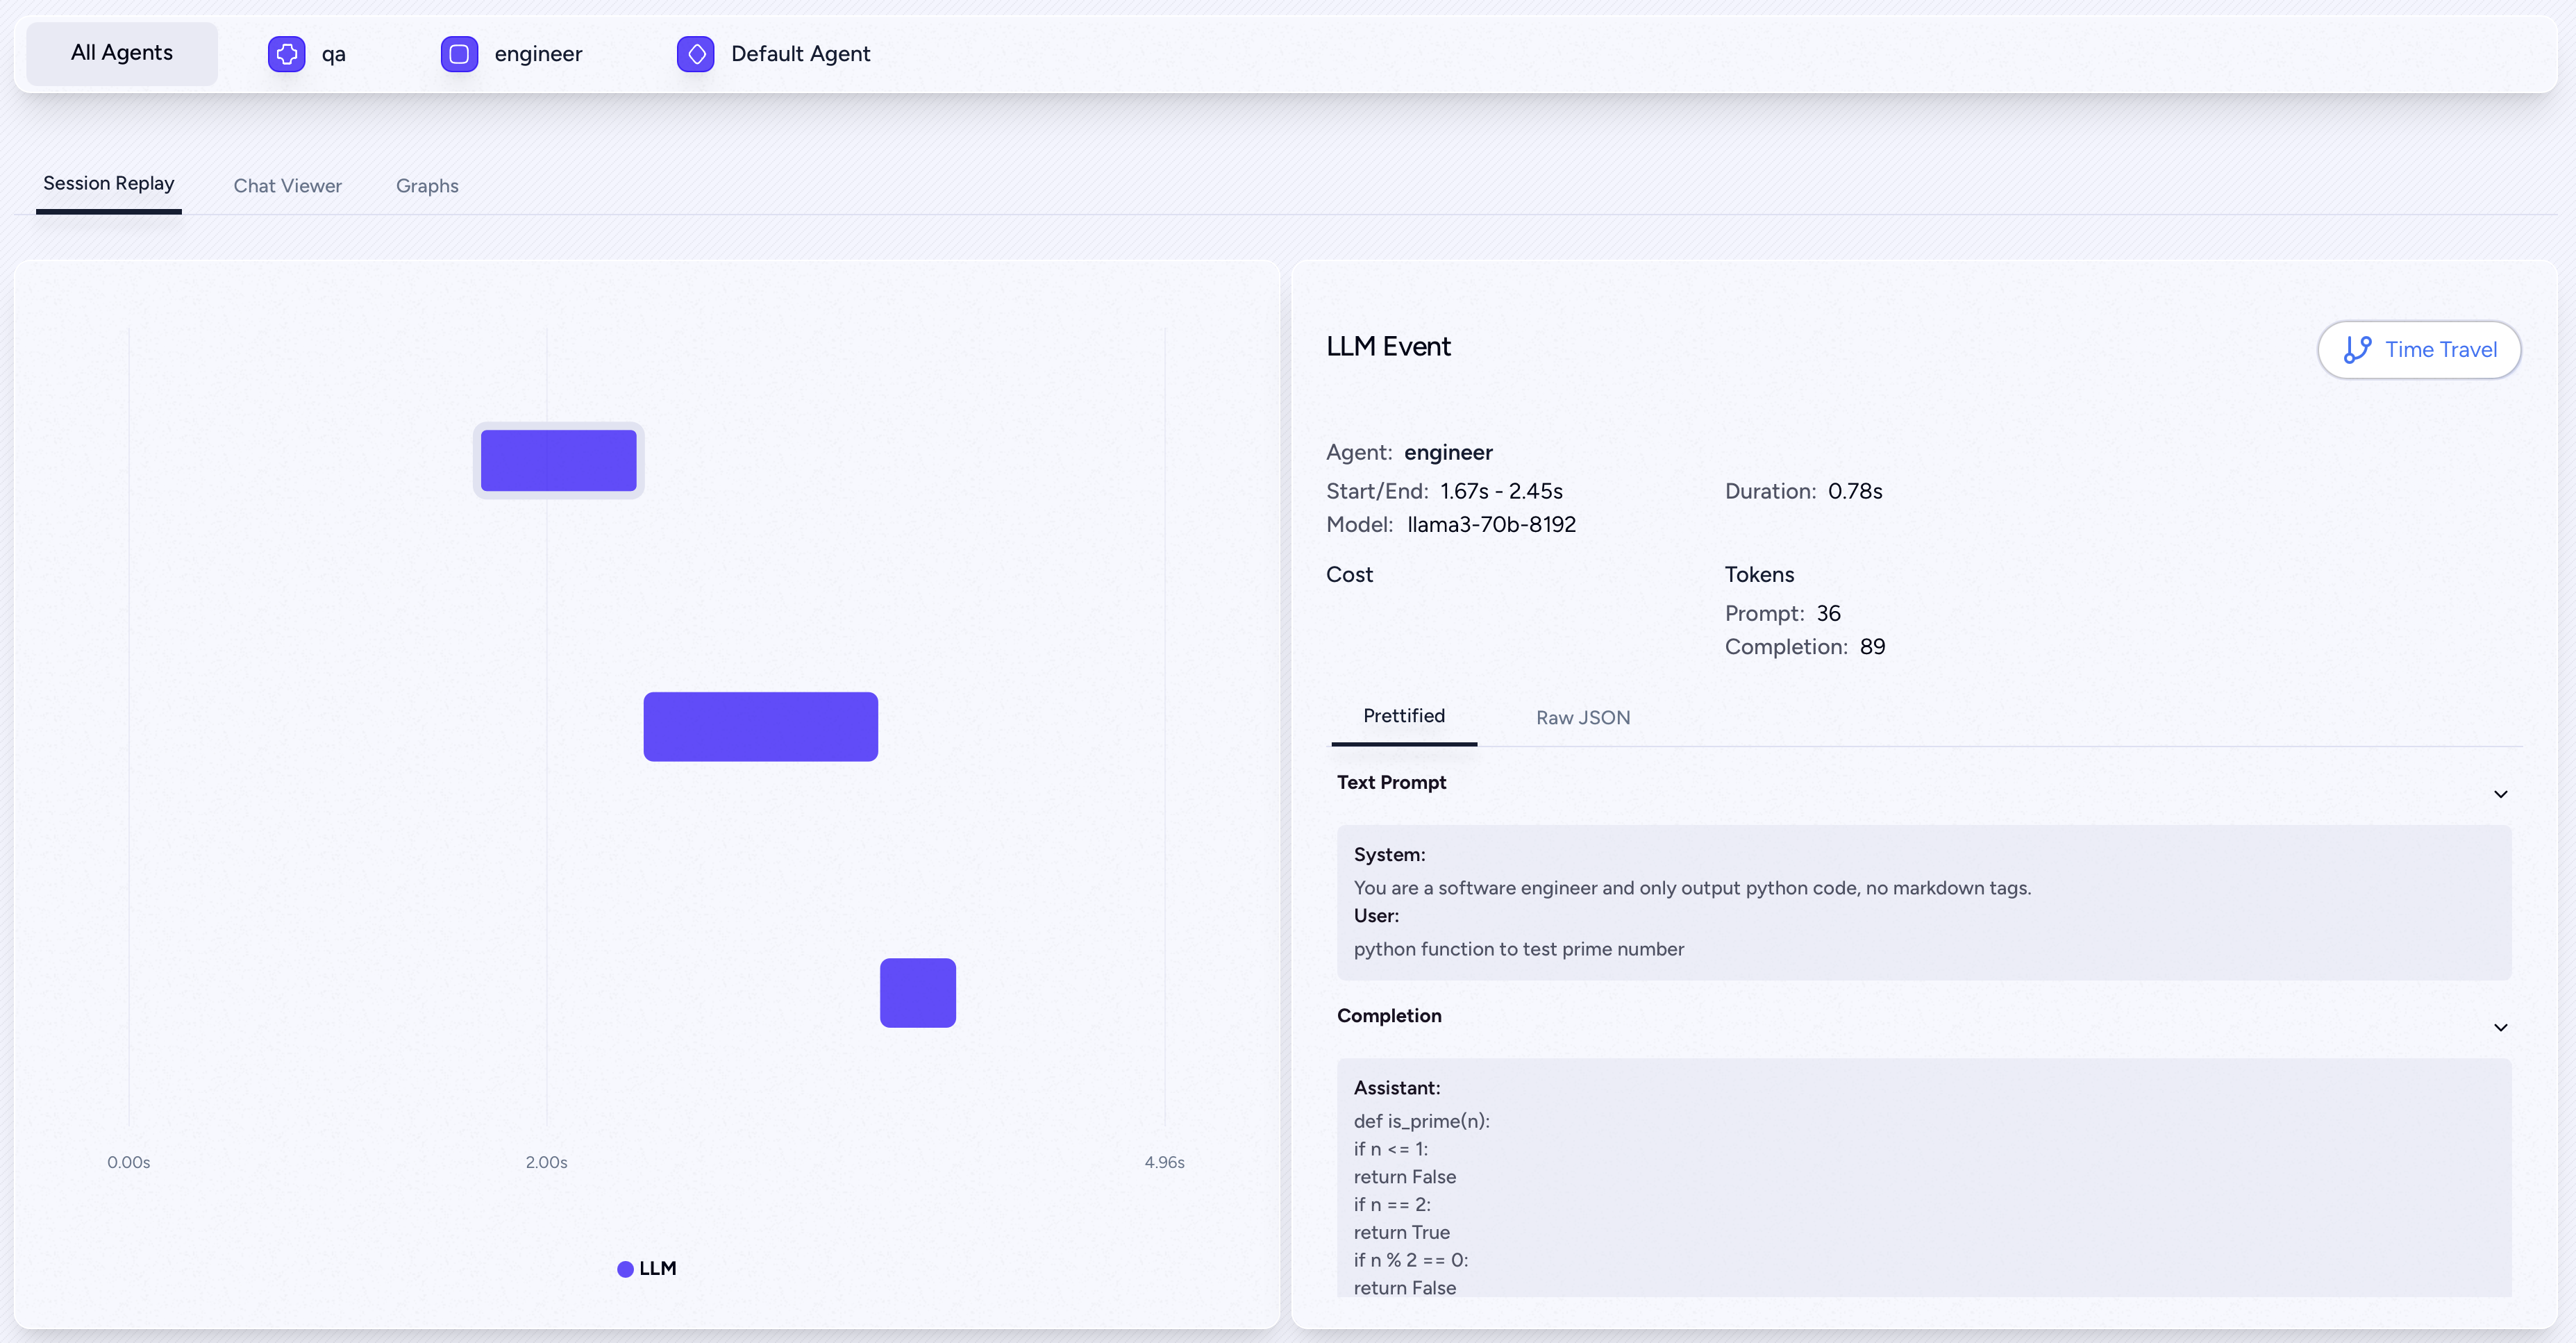 All Agents
qa
engineer
Default Agent
Session Replay
Chat Viewer
Graphs
0.00s
2.00s
4.96s
LLM
LLM Event
Time Travel
Agent: engineer
Start/End: 1.67s - 2.45s
Duration: 0.78s
Model: llama3-70b-8192
Cost
Tokens
Prompt: 36
Completion: 89
Prettified
Raw JSON
Text Prompt
System:
You are a software engineer and only output python code, no markdown tags.
User:
python function to test prime number
Completion
Assistant:
def is_prime(n):
if n <= 1:
return False
if n == 2:
return True
if n % 2 == 0:
return False